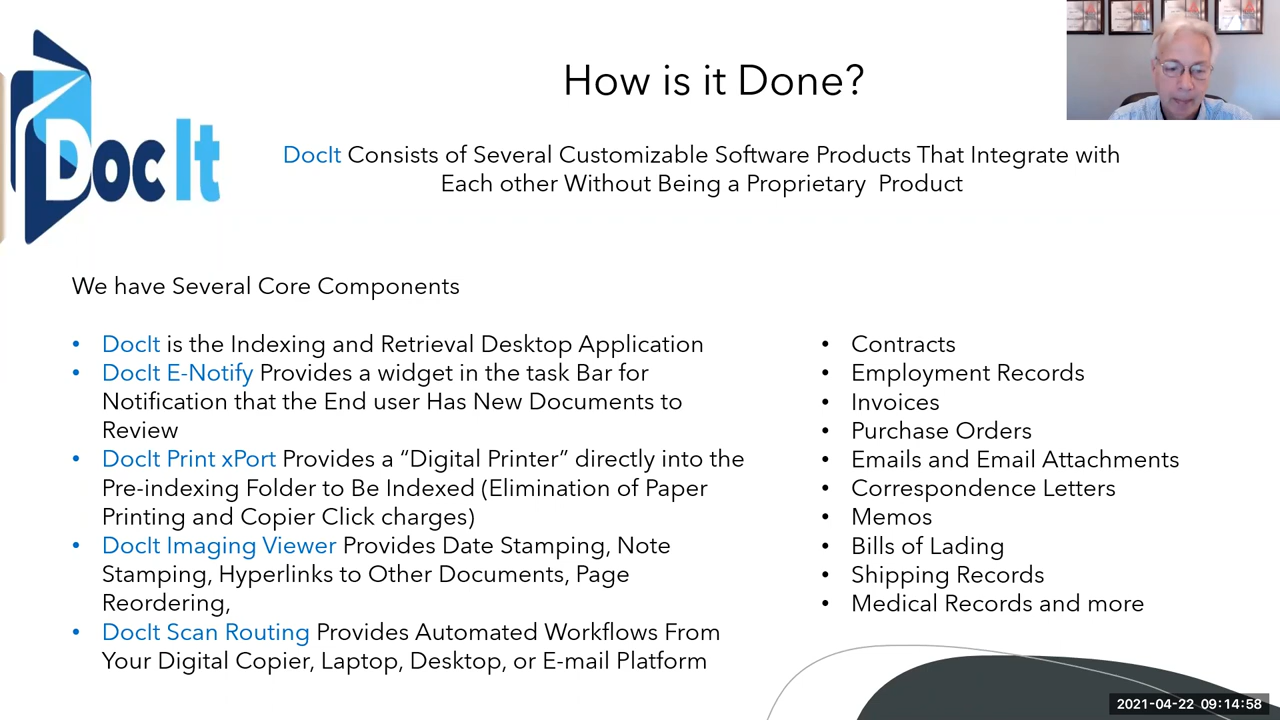 DocIt
How is it Done?
DocIt Consists of Several Customizable Software Products That Integrate with
Each other Without Being a Proprietary Product
We have Several Core Components
• DocIt is the Indexing and Retrieval Desktop Application
• DocIt E-Notify Provides a widget in the task Bar for
Notification that the End user Has New Documents to
Review
• DocIt Print xPort Provides a “Digital Printer” directly into the
Pre-indexing Folder to Be Indexed (Elimination of Paper
Printing and Copier Click charges)
• DocIt Imaging Viewer Provides Date Stamping, Note
Stamping, Hyperlinks to Other Documents, Page
Reordering,
• DocIt Scan Routing Provides Automated Workflows From
Your Digital Copier, Laptop, Desktop, or E-mail Platform
• Contracts
• Employment Records
• Invoices
• Purchase Orders
• Emails and Email Attachments
• Correspondence Letters
• Memos
• Bills of Lading
• Shipping Records
• Medical Records and more
2021-04-22 09:14:58